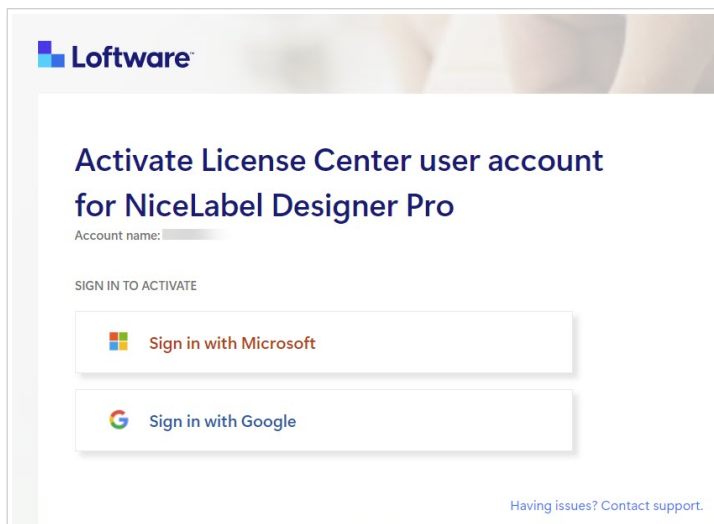 Loftware™
Activate License Center user account
for NiceLabel Designer Pro
Account name:
SIGN IN TO ACTIVATE
Sign in with Microsoft
Sign in with Google
Having issues? Contact support.